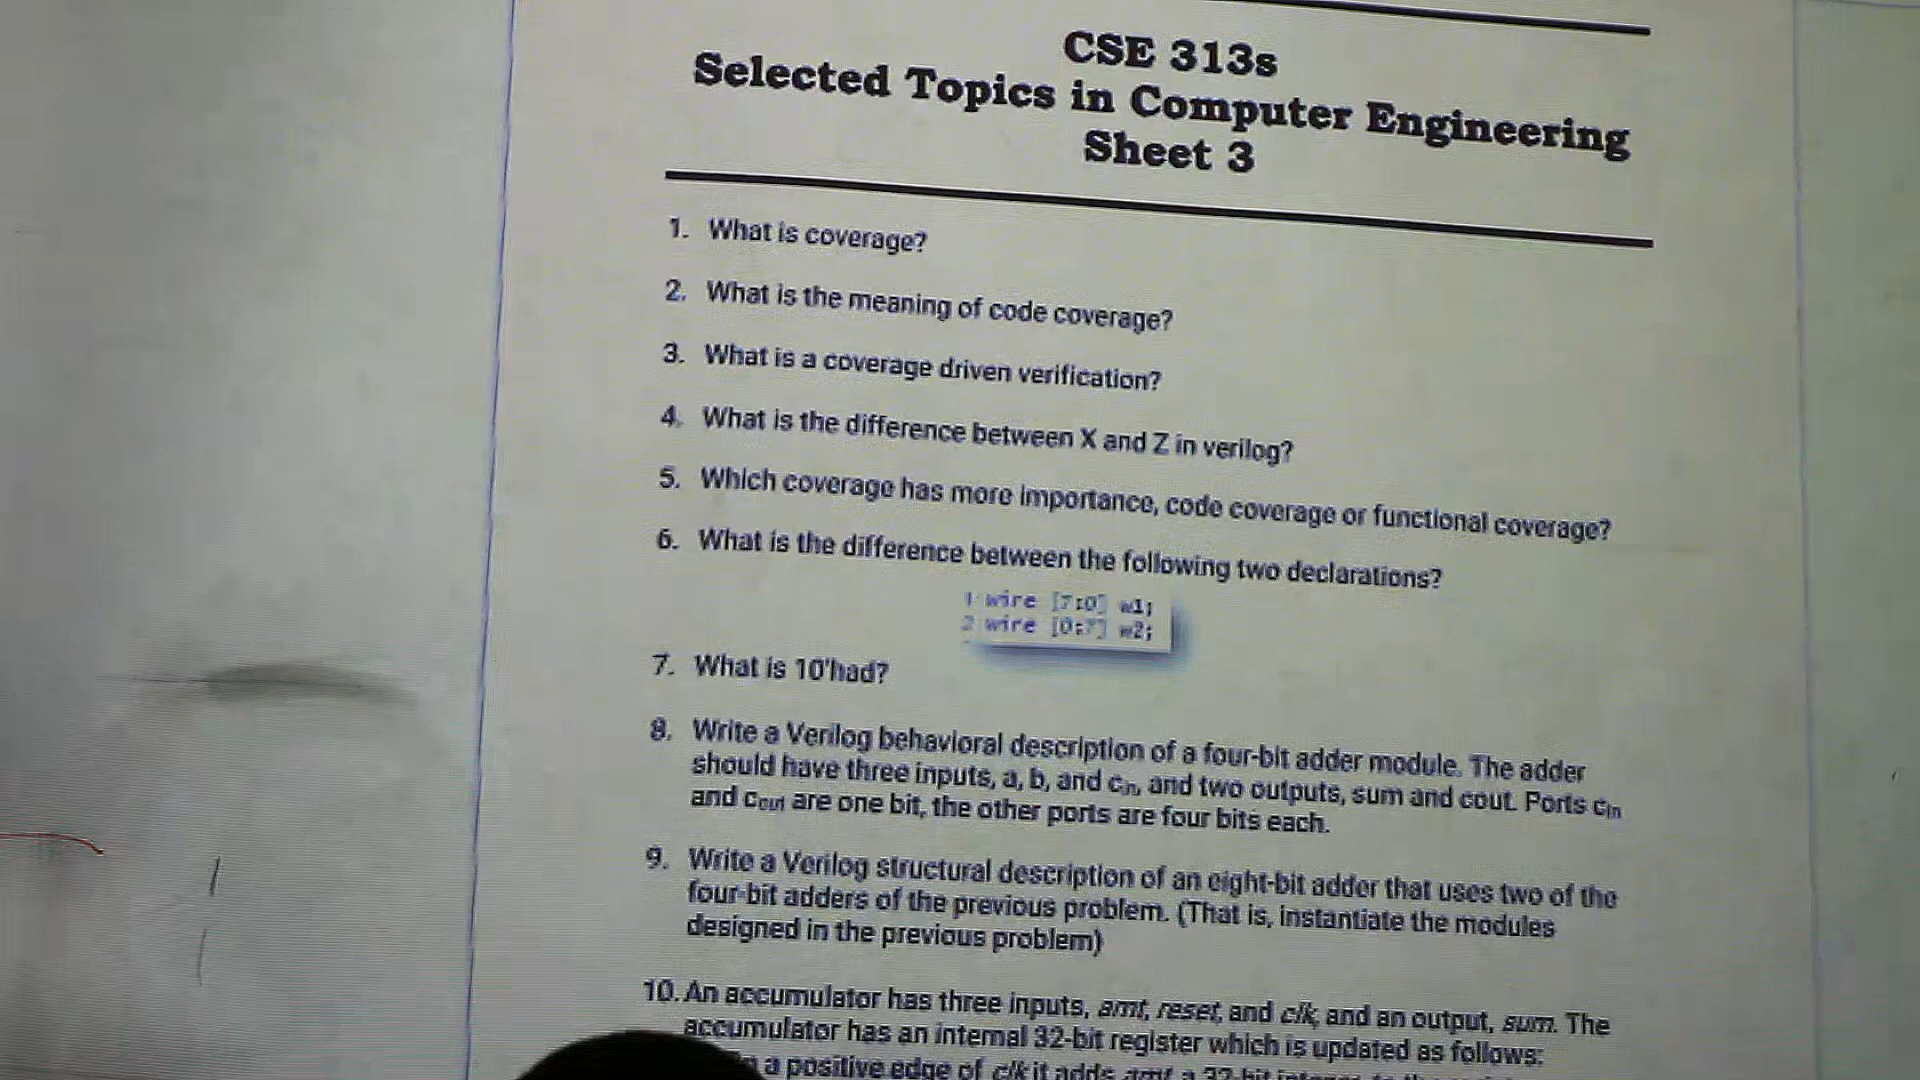 CSE 313s
Selected Topics in Computer Engineering
Sheet 3
1. What is coverage?
2. What is the meaning of code coverage?
3. What is a coverage driven verification?
4. What is the difference between X and Z in verilog?
5. Which coverage has more importance, code coverage or functional coverage?
6. What is the difference between the following two declarations?
1 wire [7:0] w1;
2 wire [0:7] w2;
7. What is 10'had?
8. Write a Verilog behavioral description of a four-bit adder module. The adder
should have three inputs, a, b, and cin, and two outputs, sum and cout. Ports cin
and cout are one bit, the other ports are four bits each.
9. Write a Verilog structural description of an eight-bit adder that uses two of the
four-bit adders of the previous problem. (That is, instantiate the modules
designed in the previous problem)
10. An accumulator has three inputs, amt, reset, and clk, and an output, sum. The
accumulator has an internal 32-bit register which is updated as follows:
a positive edge of clk it adds amt a 32-bit